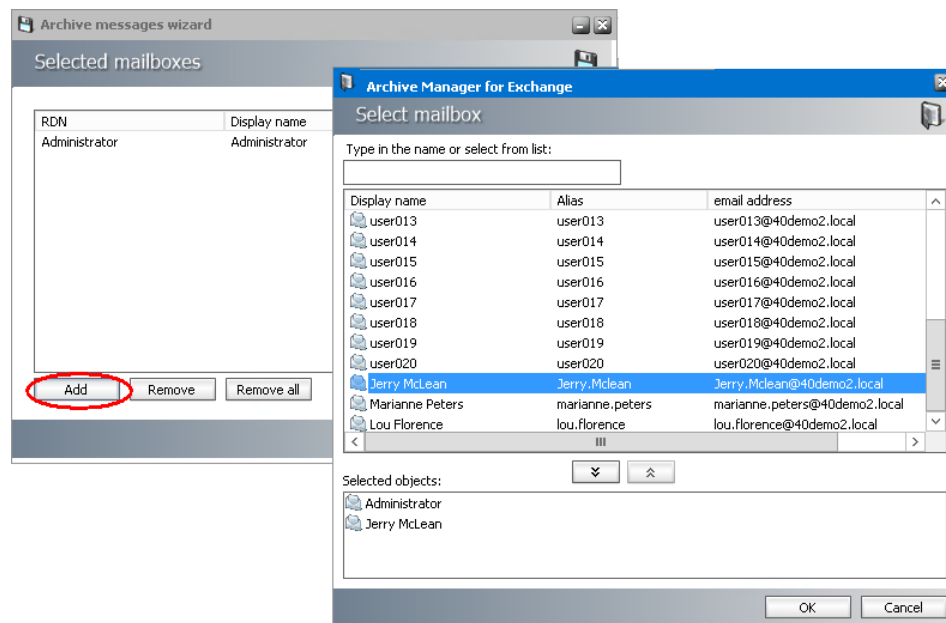 Archive messages wizard
Selected mailboxes
RDN Display name
Administrator Administrator
Add Remove Remove all
Archive Manager for Exchange
Select mailbox
Type in the name or select from list:
Display name Alias email address
user013 user013 user013@40demo2.local
user014 user014 user014@40demo2.local
user015 user015 user015@40demo2.local
user016 user016 user016@40demo2.local
user017 user017 user017@40demo2.local
user018 user018 user018@40demo2.local
user019 user019 user019@40demo2.local
user020 user020 user020@40demo2.local
Jerry McLean Jerry.Mclean Jerry.Mclean@40demo2.local
Marianne Peters marianne.peters marianne.peters@40demo2.local
Lou Florence lou.florence lou.florence@40demo2.local
Selected objects:
Administrator
Jerry McLean
OK Cancel